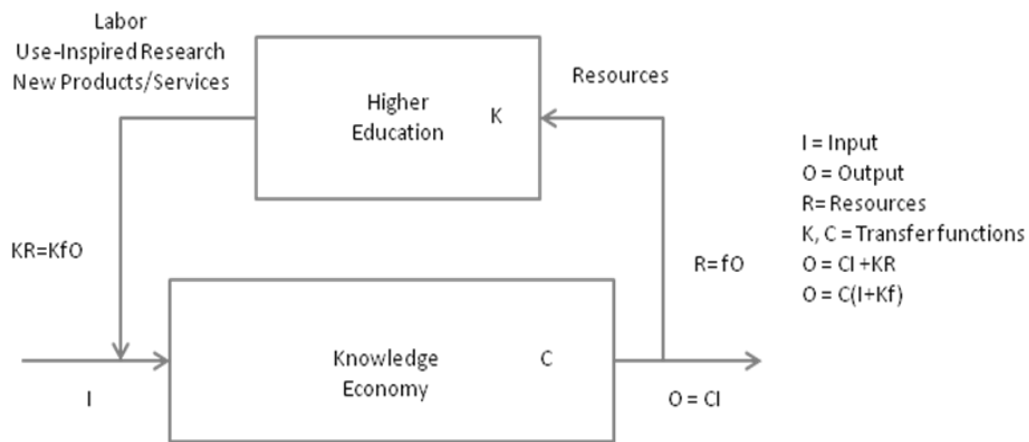 Labor
Use-Inspired Research
New Products/Services
Higher
Education
K
Resources
I = Input
O = Output
R= Resources
K, C = Transfer functions
O = CI +KR
O = C(I+Kf)
KR=KfO
R=fO
Knowledge
Economy
C
I
O = CI